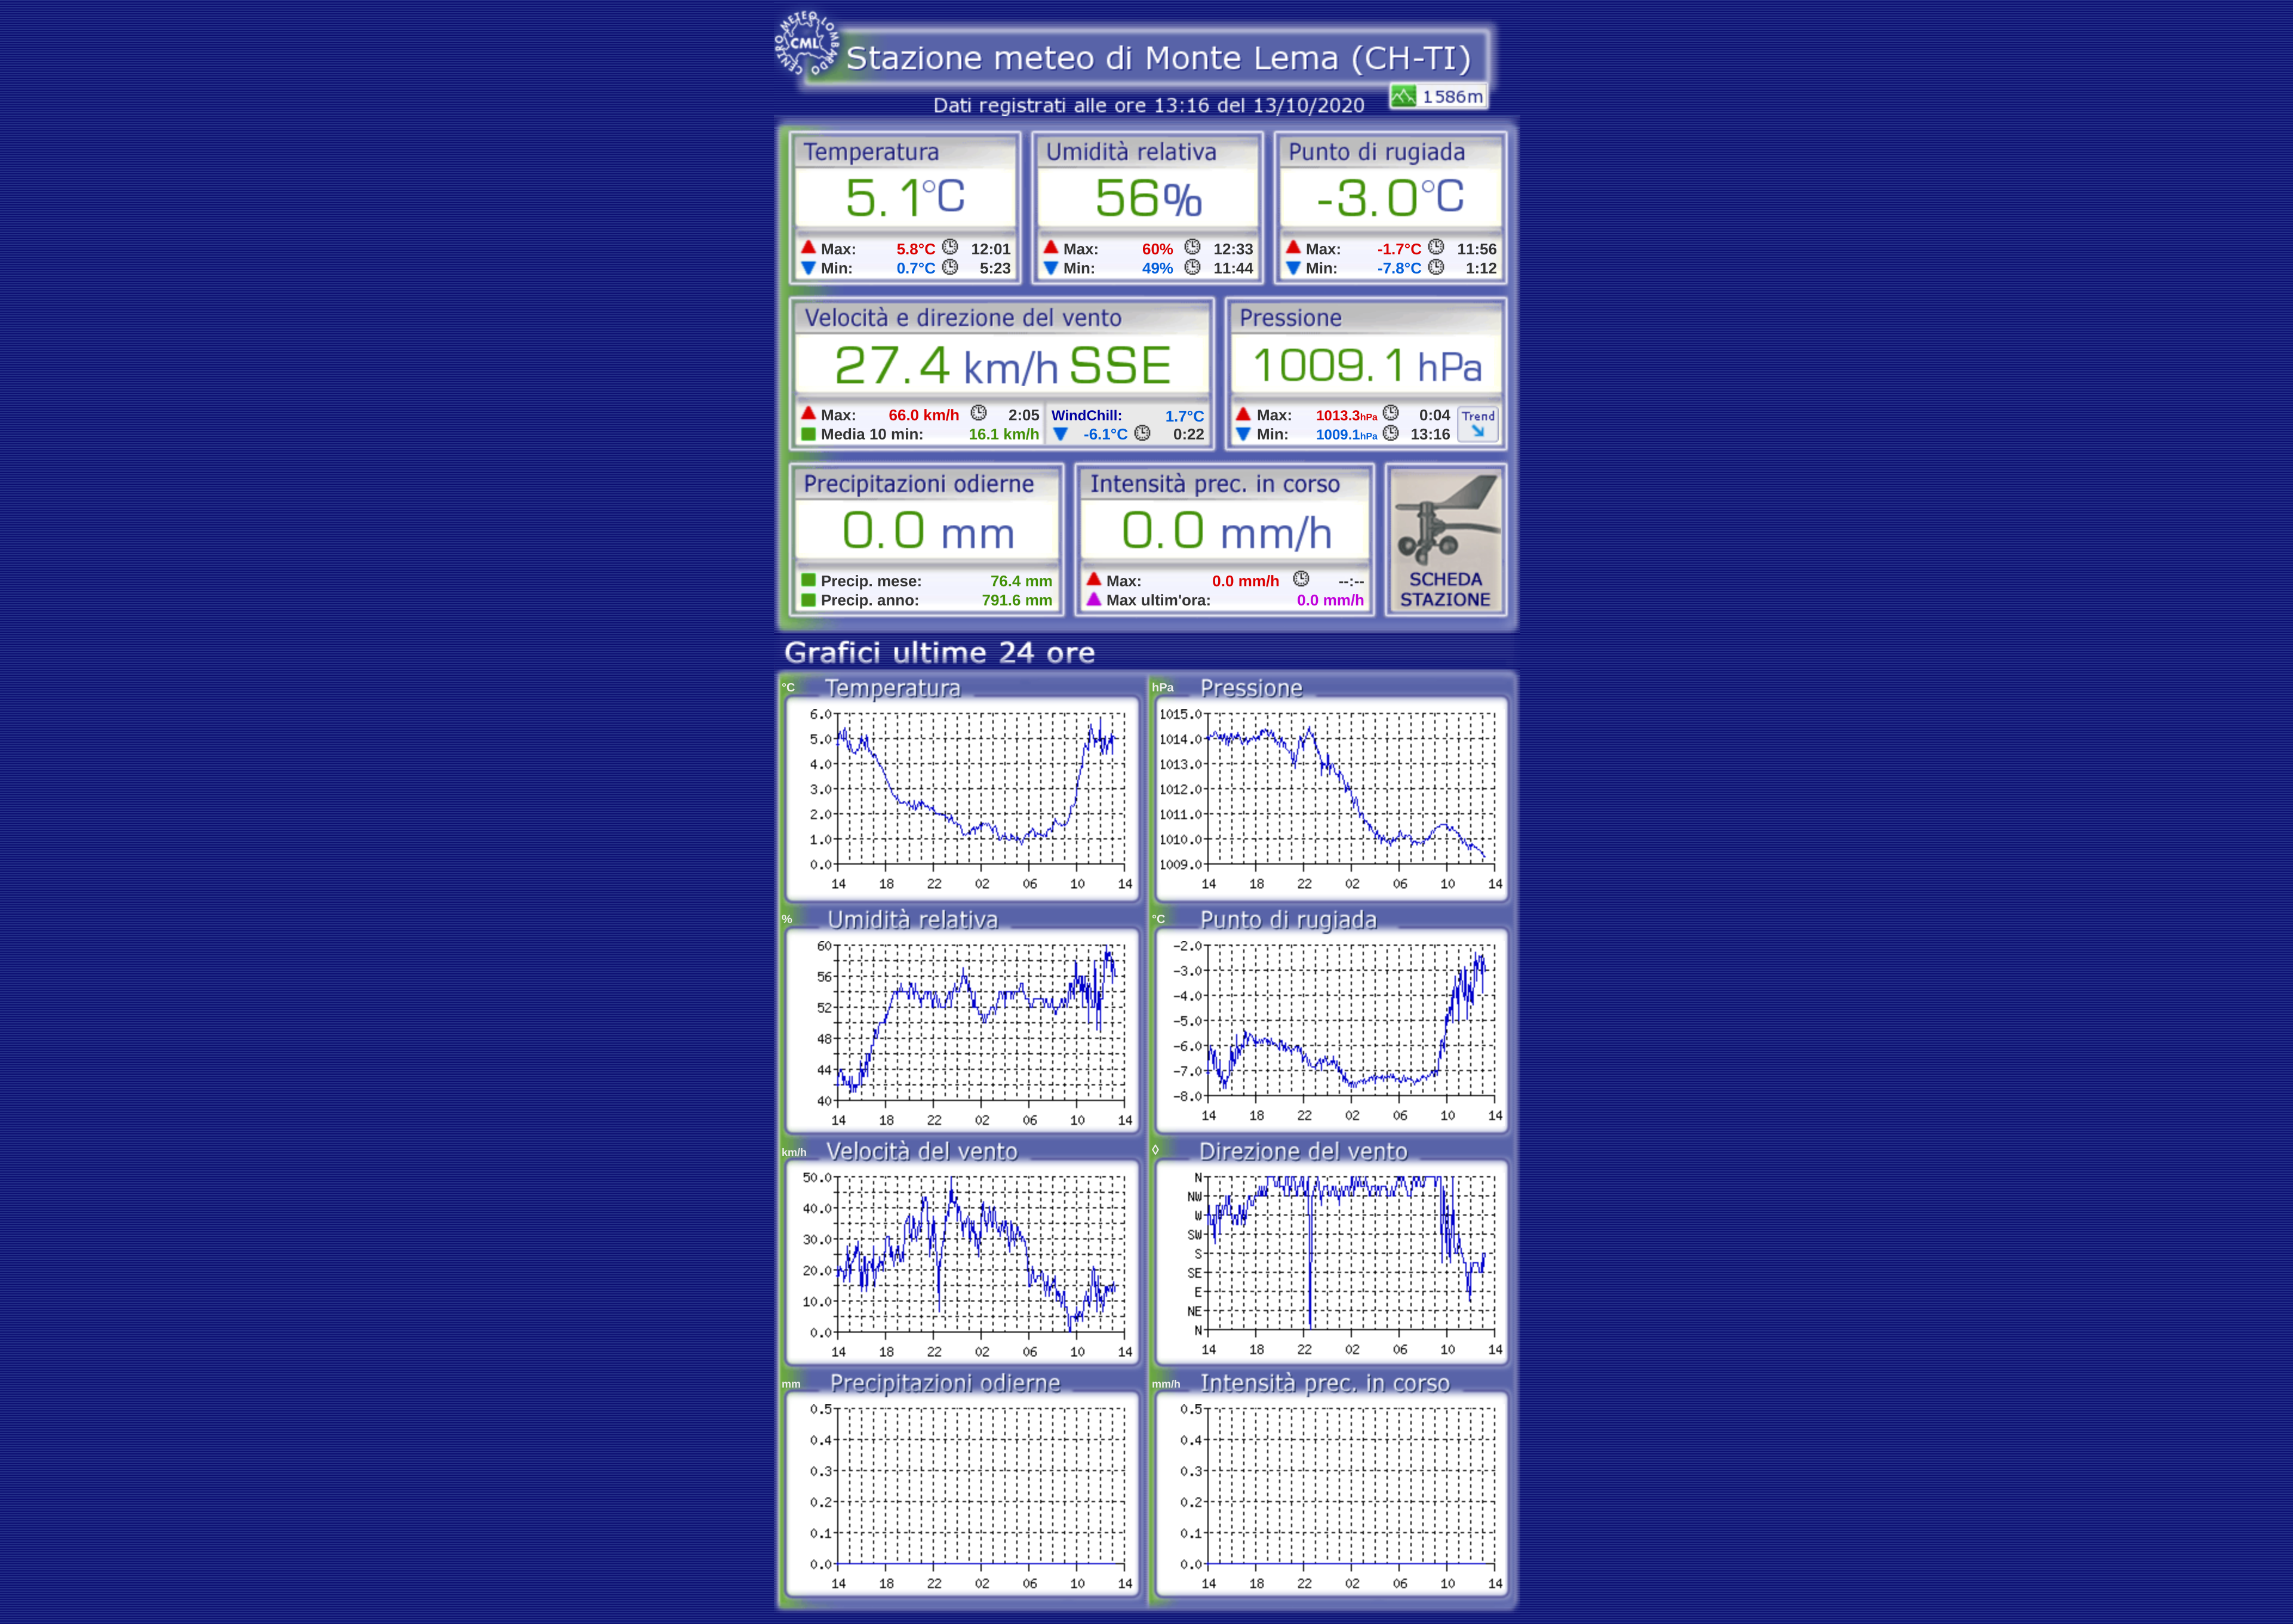 CENTRO METEO LOMBARDO
CML
Stazione meteo di Monte Lema (CH-TI)
1586m
Dati registrati alle ore 13:16 del 13/10/2020
Temperatura Umidità relativa Punto di rugiada
5.1°C 56% -3.0°C
Max: 5.8°C 12:01 Max: 60% 12:33 Max: -1.7°C 11:56
Min: 0.7°C 5:23 Min: 49% 11:44 Min: -7.8°C 1:12
Velocità e direzione del vento Pressione
27.4 km/h SSE 1009.1 hPa
Max: 66.0 km/h 2:05 WindChill: 1.7°C Max: 1013.3hPa 0:04 Trend
Media 10 min: 16.1 km/h -6.1°C 0:22 Min: 1009.1hPa 13:16
Precipitazioni odierne Intensità prec. in corso
0.0 mm 0.0 mm/h
Precip. mese: 76.4 mm Max: 0.0 mm/h --:-- SCHEDA
Precip. anno: 791.6 mm Max ultim'ora: 0.0 mm/h STAZIONE
Grafici ultime 24 ore
°C Temperatura hPa Pressione
6.0 1015.0
5.0 1014.0
4.0 1013.0
3.0 1012.0
2.0 1011.0
1.0 1010.0
0.0 1009.0
14 18 22 02 06 10 14 14 18 22 02 06 10 14
% Umidità relativa °C Punto di rugiada
60 -2.0
56 -3.0
52 -4.0
48 -5.0
44 -6.0
40 -7.0
-8.0
14 18 22 02 06 10 14 14 18 22 02 06 10 14
km/h Velocità del vento ◊ Direzione del vento
50.0 N
40.0 NW
30.0 W
20.0 SW
10.0 S
0.0 SE
E
NE
N
14 18 22 02 06 10 14 14 18 22 02 06 10 14
mm Precipitazioni odierne mm/h Intensità prec. in corso
0.5 0.5
0.4 0.4
0.3 0.3
0.2 0.2
0.1 0.1
0.0 0.0
14 18 22 02 06 10 14 14 18 22 02 06 10 14